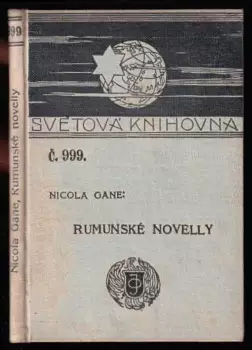 999
Nicola Gane, Rumunské novelly
SVĚTOVÁ KNIHOVNA
Č. 999.
NICOLA GANE:
RUMUNSKÉ NOVELLY